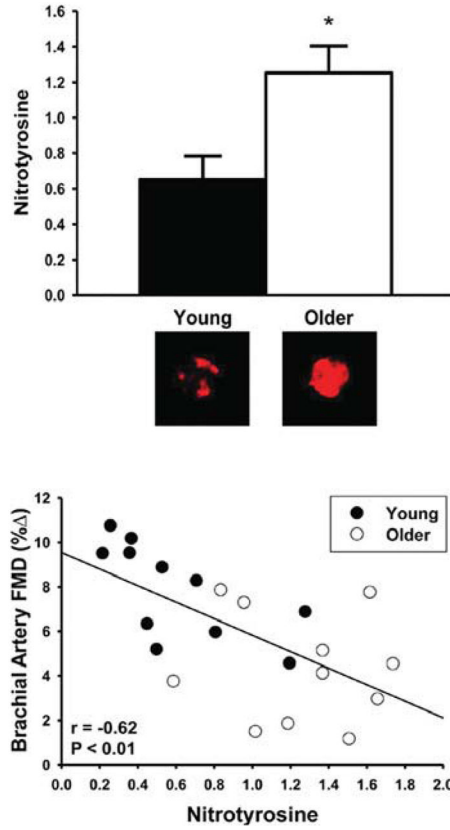 1.6
*
1.4
1.2
1.0
0.8
0.6
0.4
0.2
0.0
Nitrotyrosine
Young Older
12
10
8
6
4
2
0
Brachial Artery FMD (%Δ)
Young
Older
r = -0.62
P < 0.01
0.0 0.2 0.4 0.6 0.8 1.0 1.2 1.4 1.6 1.8 2.0
Nitrotyrosine